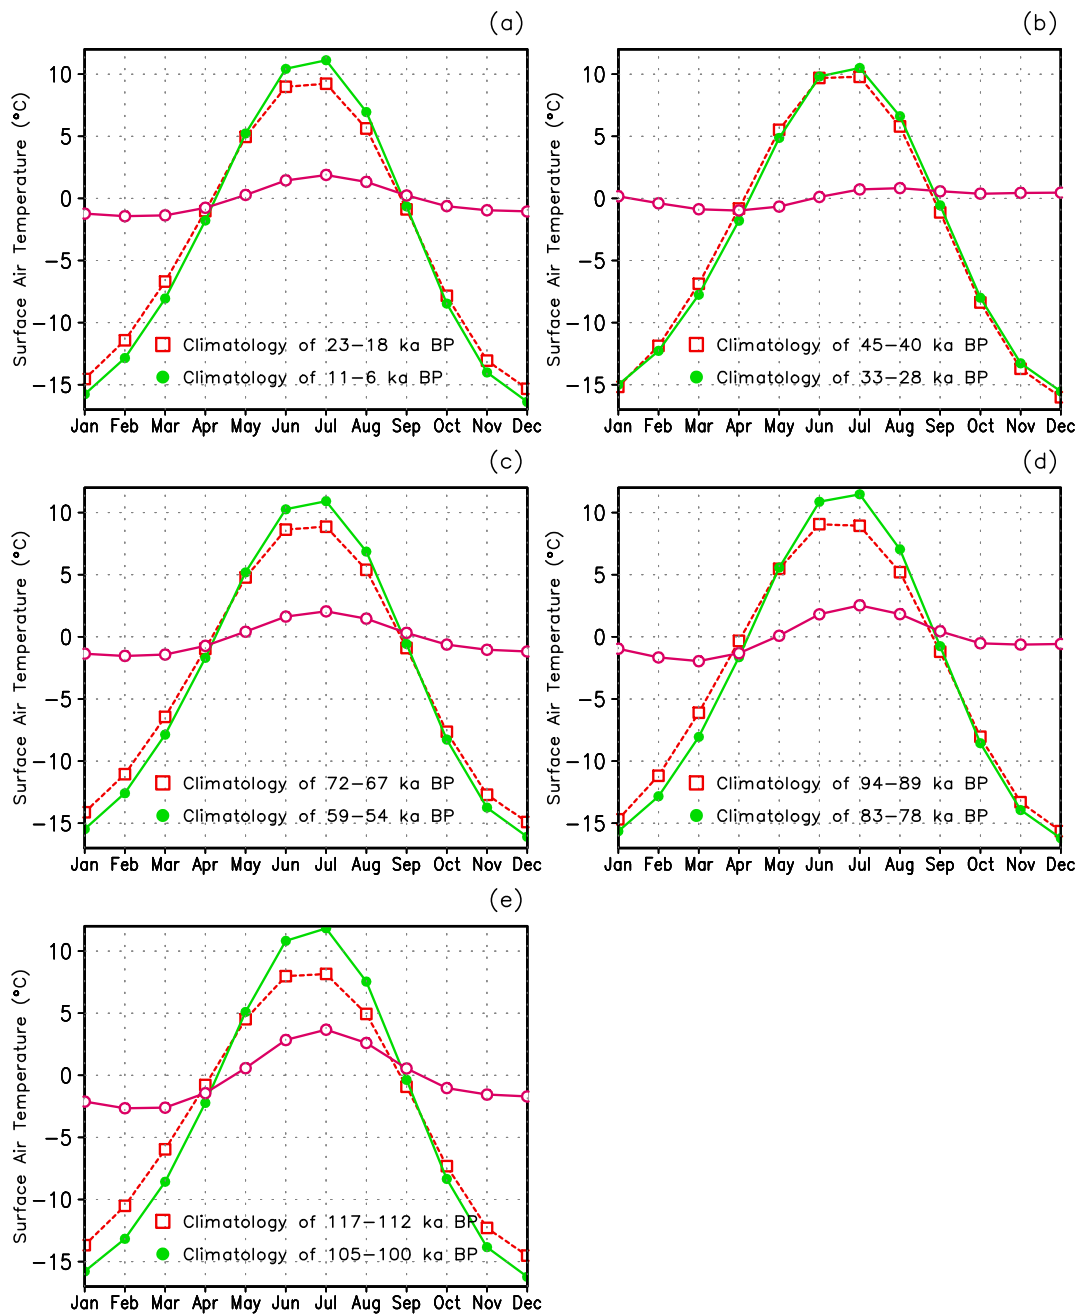 (a)
Surface Air Temperature (°C)
10
5
0
−5
−10
−15
Climatology of 23−18 ka BP
Climatology of 11−6 ka BP
Jan Feb Mar Apr May Jun Jul Aug Sep Oct Nov Dec
(b)
Surface Air Temperature (°C)
10
5
0
−5
−10
−15
Climatology of 45−40 ka BP
Climatology of 33−28 ka BP
Jan Feb Mar Apr May Jun Jul Aug Sep Oct Nov Dec
(c)
Surface Air Temperature (°C)
10
5
0
−5
−10
−15
Climatology of 72−67 ka BP
Climatology of 59−54 ka BP
Jan Feb Mar Apr May Jun Jul Aug Sep Oct Nov Dec
(d)
Surface Air Temperature (°C)
10
5
0
−5
−10
−15
Climatology of 94−89 ka BP
Climatology of 83−78 ka BP
Jan Feb Mar Apr May Jun Jul Aug Sep Oct Nov Dec
(e)
Surface Air Temperature (°C)
10
5
0
−5
−10
−15
Climatology of 117−112 ka BP
Climatology of 105−100 ka BP
Jan Feb Mar Apr May Jun Jul Aug Sep Oct Nov Dec